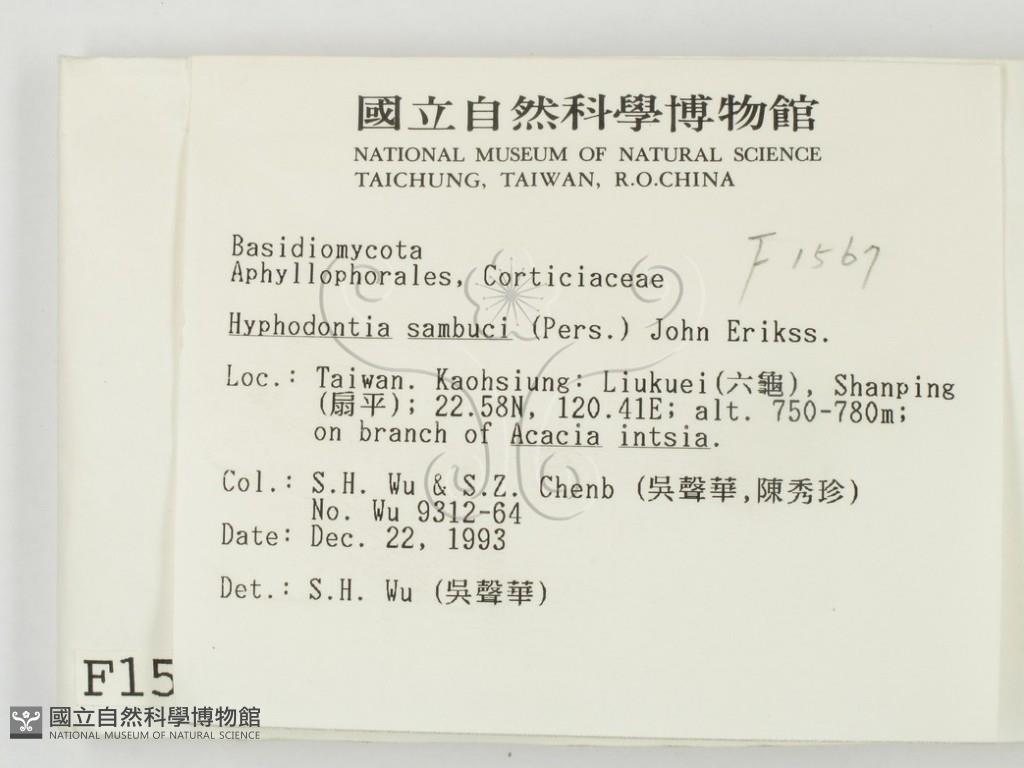 國立自然科學博物館
NATIONAL MUSEUM OF NATURAL SCIENCE
TAICHUNG, TAIWAN, R.O.CHINA
Basidiomycota
Aphyllophorales, Corticiaceae
F1567
Hyphodontia sambuci (Pers.) John Erikss.
Loc.: Taiwan. Kaohsiung: Liukuei(六龜), Shanping
(扇平); 22.58N, 120.41E; alt. 750-780m;
on branch of Acacia intsia.
Col.: S.H. Wu & S.Z. Chenb (吳聲華,陳秀珍)
No. Wu 9312-64
Date: Dec. 22, 1993
Det.: S.H. Wu (吳聲華)
F15
國立自然科學博物館
NATIONAL MUSEUM OF NATURAL SCIENCE